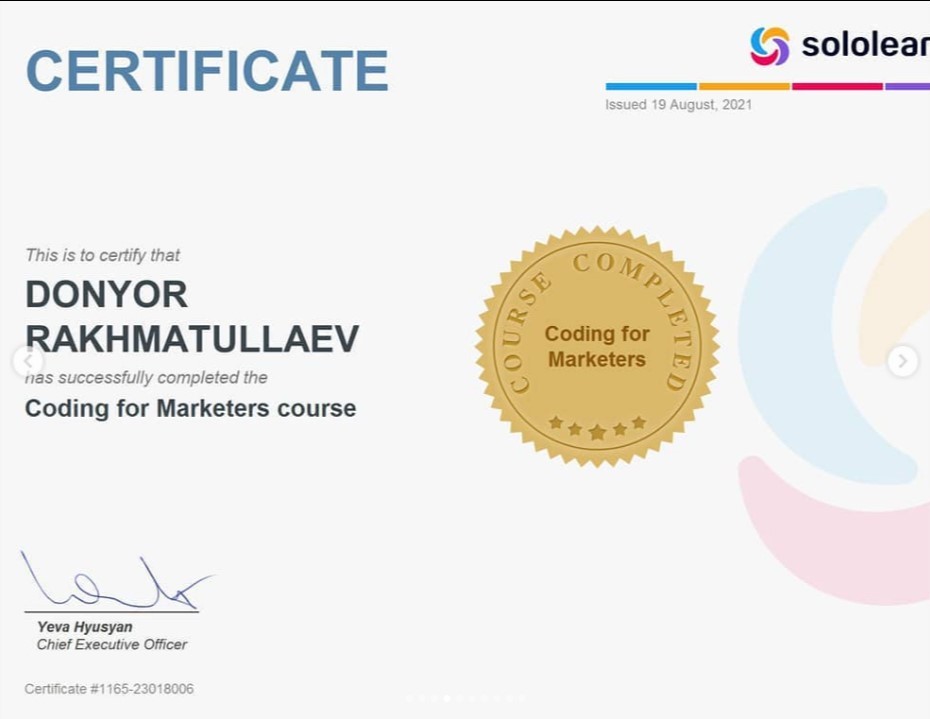 CERTIFICATE
sololear
Issued 19 August, 2021
This is to certify that
DONYOR
RAKHMATULLAEV
has successfully completed the
Coding for Marketers course
COURSE COMPLETED
Coding for
Marketers
Yeva Hyusyan
Chief Executive Officer
Certificate #1165-23018006